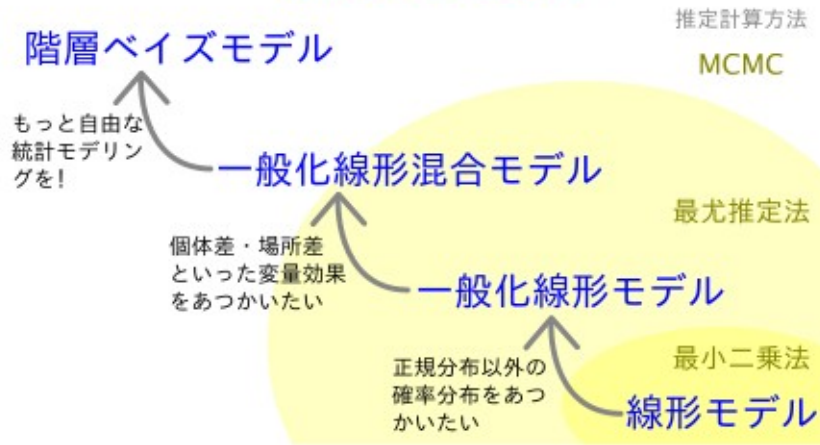 推定計算方法
階層ベイズモデル
MCMC
もっと自由な
統計モデリン
グを!
一般化線形混合モデル
最尤推定法
個体差・場所差
といった変量効果
をあつかいたい
一般化線形モデル
最小二乗法
正規分布以外の
確率分布をあつ
かいたい
線形モデル